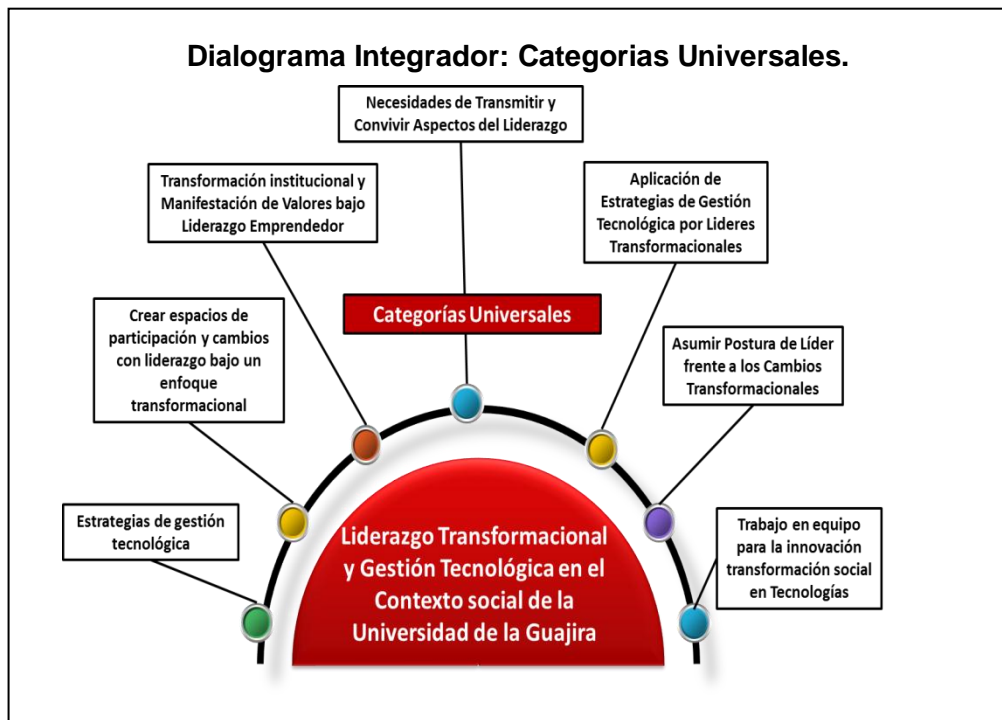 Dialograma Integrador: Categorias Universales.
Necesidades de Transmitir y
Convivir Aspectos del Liderazgo
Transformación institucional y
Manifestación de Valores bajo
Liderazgo Emprendedor
Aplicación de
Estrategias de Gestión
Tecnológica por Lideres
Transformacionales
Categorías Universales
Crear espacios de
participación y cambios
con liderazgo bajo un
enfoque
transformacional
Asumir Postura de Líder
frente a los Cambios
Transformacionales
Estrategias de gestión
tecnológica
Liderazgo Transformacional
y Gestión Tecnológica en el
Contexto social de la
Universidad de la Guajira
Trabajo en equipo
para la innovación
transformación social
en Tecnologías